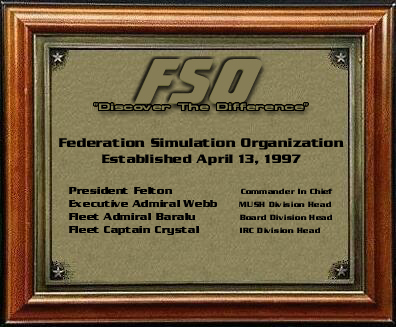 FSO
"Discover The Difference"
Federation Simulation Organization
Established April 13, 1997
President Felton Commander In Chief
Executive Admiral Webb MUSH Division Head
Fleet Admiral Baralu Board Division Head
Fleet Captain Crystal IRC Division Head